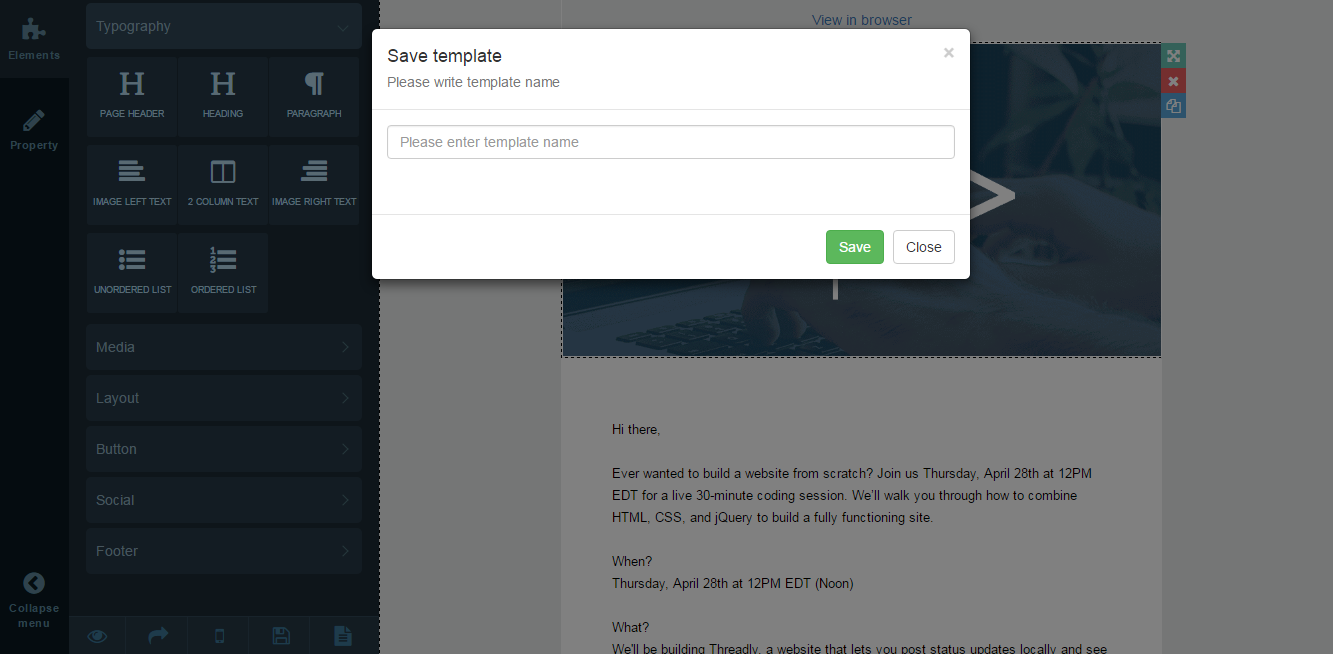 Elements
Property
Collapse
menu
Typography
PAGE HEADER
HEADING
PARAGRAPH
IMAGE LEFT TEXT
2 COLUMN TEXT
IMAGE RIGHT TEXT
UNORDERED LIST
ORDERED LIST
Media
Layout
Button
Social
Footer
View in browser
Save template
×
Please write template name
Please enter template name
Save
Close
>
Hi there,
Ever wanted to build a website from scratch? Join us Thursday, April 28th at 12PM
EDT for a live 30-minute coding session. We'll walk you through how to combine
HTML, CSS, and jQuery to build a fully functioning site.
When?
Thursday, April 28th at 12PM EDT (Noon)
What?
We'll be building Threadly, a website that lets you post status updates locally and see